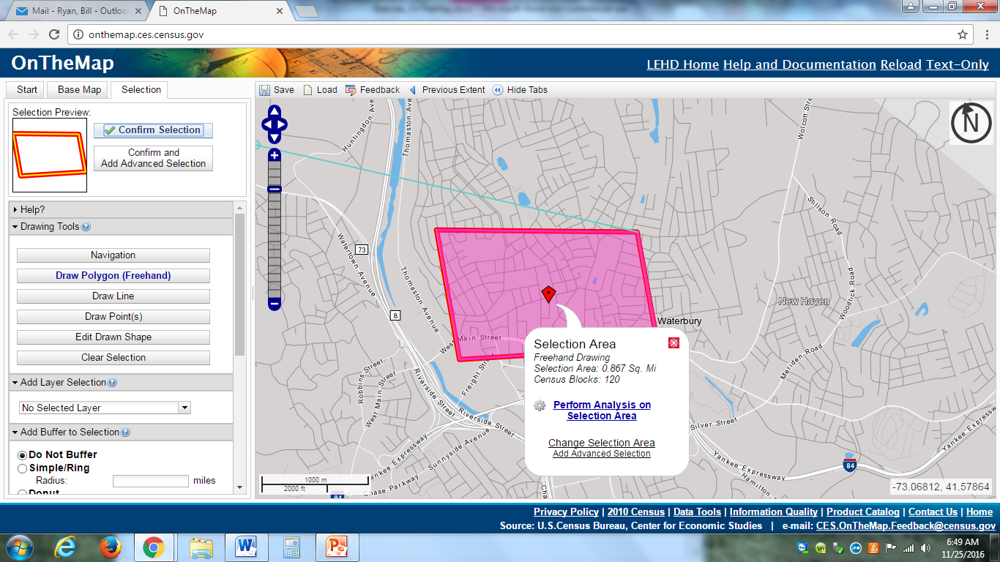 Mail - Ryan, Bill - Outloo
OnTheMap
onthemap.ces.census.gov
OnTheMap
LEHD Home Help and Documentation Reload Text-Only
Start Base Map Selection
Save Load Feedback Previous Extent Hide Tabs
Selection Preview:
Confirm Selection
Confirm and
Add Advanced Selection
Help?
Drawing Tools
Navigation
Draw Polygon (Freehand)
Draw Line
Draw Point(s)
Edit Drawn Shape
Clear Selection
Add Layer Selection
No Selected Layer
Add Buffer to Selection
Do Not Buffer
Simple/Ring
Radius: miles
Donut
Huntingdon Ave
Thomaston Ave
Wolcott Street
N
Stillson Road
Watertown Avenue
73
Thomaston Avenue
8
Woodtick Road
New Haven
Waterbury
West Main Street
Meriden Road
Robbins Street
West Main Street
Freight Street
Riverside Street
Riverside Street
Silver Street
Sunnyside Avenue
Yankee Expressway
Yankee Expressway
Yankee Expressway
Chase Parkway
Hamilton
84
84
Selection Area
Freehand Drawing
Selection Area: 0.867 Sq. Mi
Census Blocks: 120
Perform Analysis on
Selection Area
Change Selection Area
Add Advanced Selection
1000 m
2000 ft
-73.06812, 41.57864
Privacy Policy | 2010 Census | Data Tools | Information Quality | Product Catalog | Contact Us | Home
Source: U.S.Census Bureau, Center for Economic Studies | e-mail: CES.OnTheMap.Feedback@census.gov
6:49 AM
11/25/2016